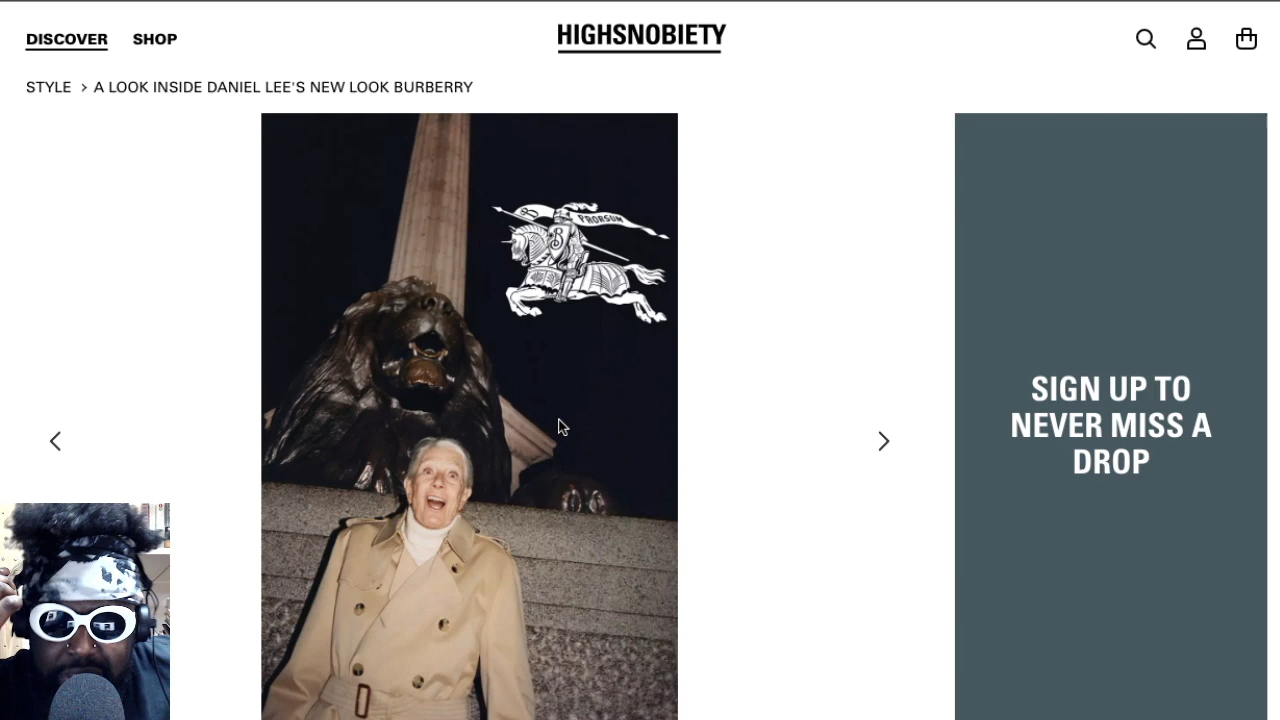 DISCOVER SHOP HIGHSNOBIETY
STYLE > A LOOK INSIDE DANIEL LEE'S NEW LOOK BURBERRY
PRORSUM
SIGN UP TO
NEVER MISS A
DROP